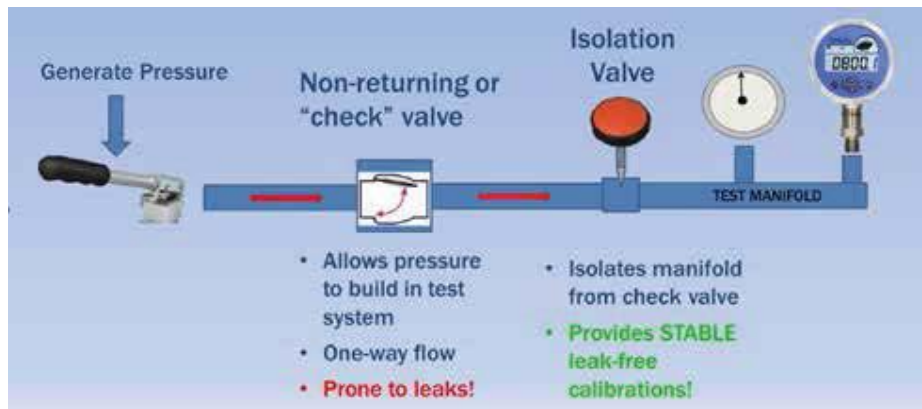 Generate Pressure
Non-returning or
“check” valve
Isolation
Valve
0800.1
TEST MANIFOLD
• Allows pressure
to build in test
system
• One-way flow
• Prone to leaks!
• Isolates manifold
from check valve
• Provides STABLE
leak-free
calibrations!